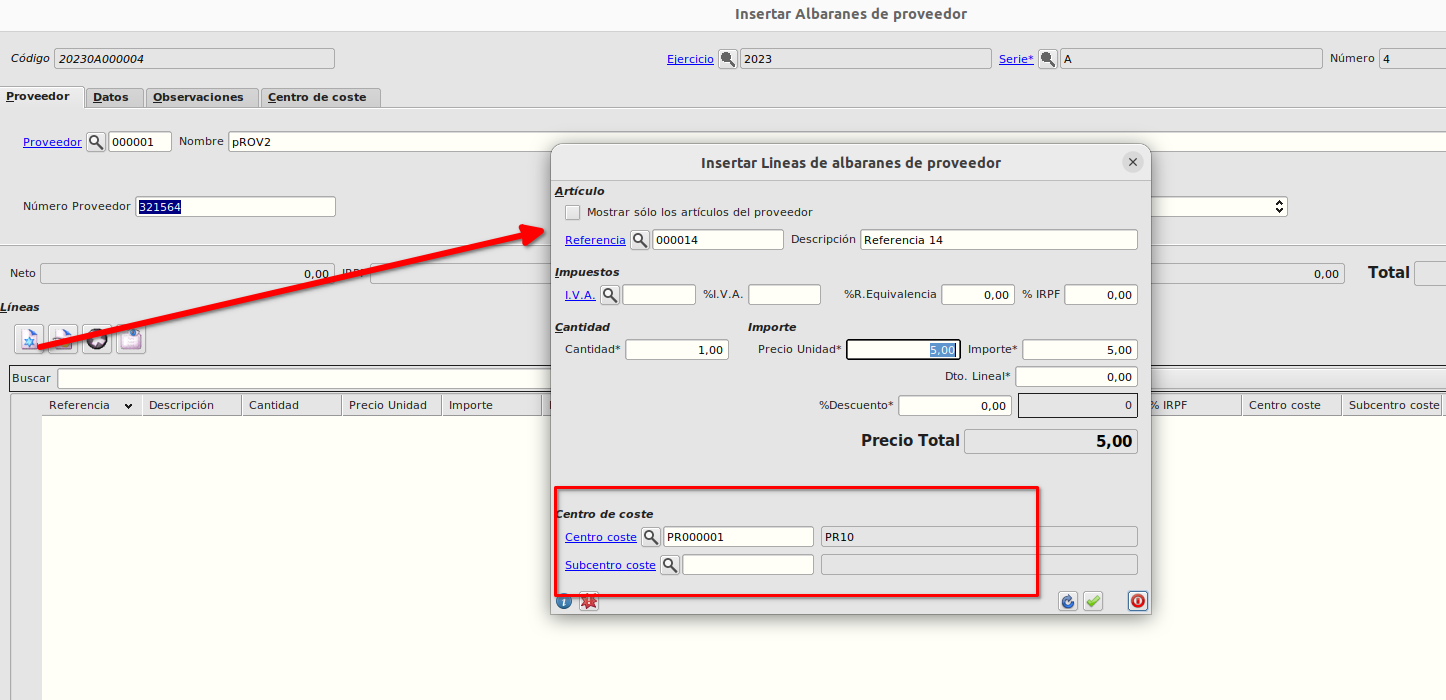 Insertar Albaranes de proveedor
Código 20230A000004 Ejercicio 2023 Serie* A Número 4
Proveedor Datos Observaciones Centro de coste
Proveedor 000001 Nombre pROV2
Número Proveedor 321564
Neto 0,00 0,00 Total
Líneas
Buscar
Referencia Descripción Cantidad Precio Unidad Importe % IRPF Centro coste Subcentro coste
Insertar Lineas de albaranes de proveedor
Artículo
Mostrar sólo los artículos del proveedor
Referencia 000014 Descripción Referencia 14
Impuestos
I.V.A. %I.V.A. %R.Equivalencia 0,00 % IRPF 0,00
Cantidad Importe
Cantidad* 1,00 Precio Unidad* 5,00 Importe* 5,00
Dto. Lineal* 0,00
%Descuento* 0,00 0
Precio Total 5,00
Centro de coste
Centro coste PR000001 PR10
Subcentro coste